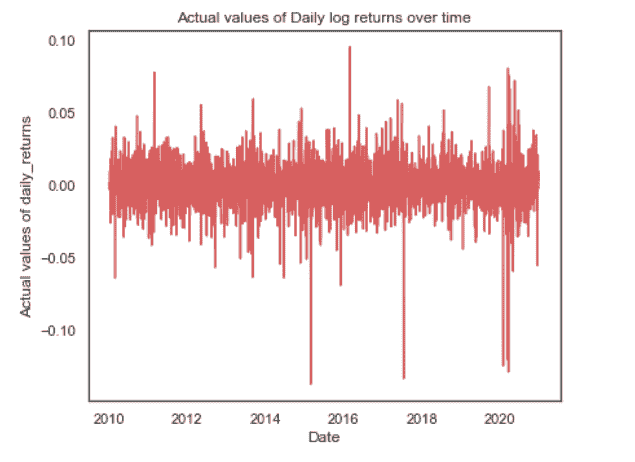 Actual values of Daily log returns over time
Actual values of daily_returns
0.10
0.05
0.00
−0.05
−0.10
2010 2012 2014 2016 2018 2020
Date